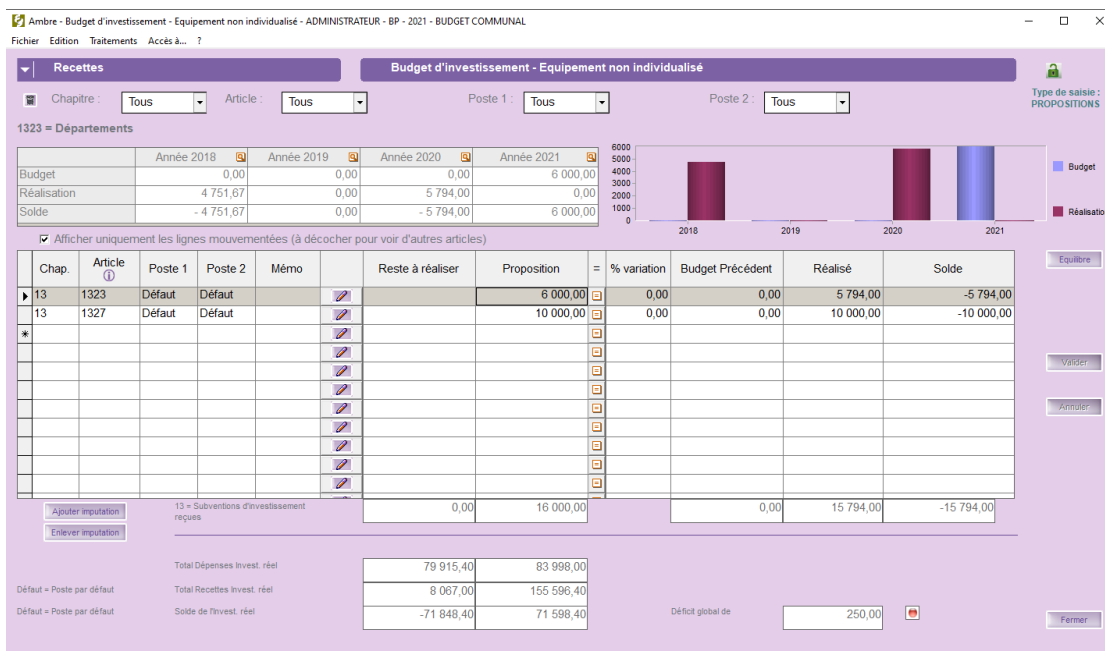 Ambre - Budget d'investissement - Equipement non individualisé - ADMINISTRATEUR - BP - 2021 - BUDGET COMMUNAL
Fichier Edition Traitements Accès à... ?
Recettes Budget d'investissement - Equipement non individualisé
Chapitre : Tous Article : Tous Poste 1 : Tous Poste 2 : Tous
Type de saisie :
PROPOSITIONS
1323 = Départements
Année 2018 Année 2019 Année 2020 Année 2021
Budget 0,00 0,00 0,00 6 000,00
Réalisation 4 751,67 0,00 5 794,00 0,00
Solde - 4 751,67 0,00 - 5 794,00 6 000,00
6000
5000
4000
3000
2000
1000
0
2018 2019 2020 2021
Budget
Réalisatio
Afficher uniquement les lignes mouvementées (à décocher pour voir d'autres articles)
Chap. Article Poste 1 Poste 2 Mémo Reste à réaliser Proposition = % variation Budget Précédent Réalisé Solde
13 1323 Défaut Défaut 6 000,00 = 0,00 0,00 5 794,00 -5 794,00
13 1327 Défaut Défaut 10 000,00 = 0,00 0,00 10 000,00 -10 000,00
*
Equilibre
Valider
Annuler
Ajouter imputation
Enlever imputation
13 = Subventions d'investissement
reçues
0,00 16 000,00 0,00 15 794,00 -15 794,00
Total Dépenses Invest. réel 79 915,40 83 998,00
Défaut = Poste par défaut Total Recettes Invest. réel 8 067,00 155 596,40
Défaut = Poste par défaut Solde de l'Invest. réel -71 848,40 71 598,40 Déficit global de 250,00
Fermer